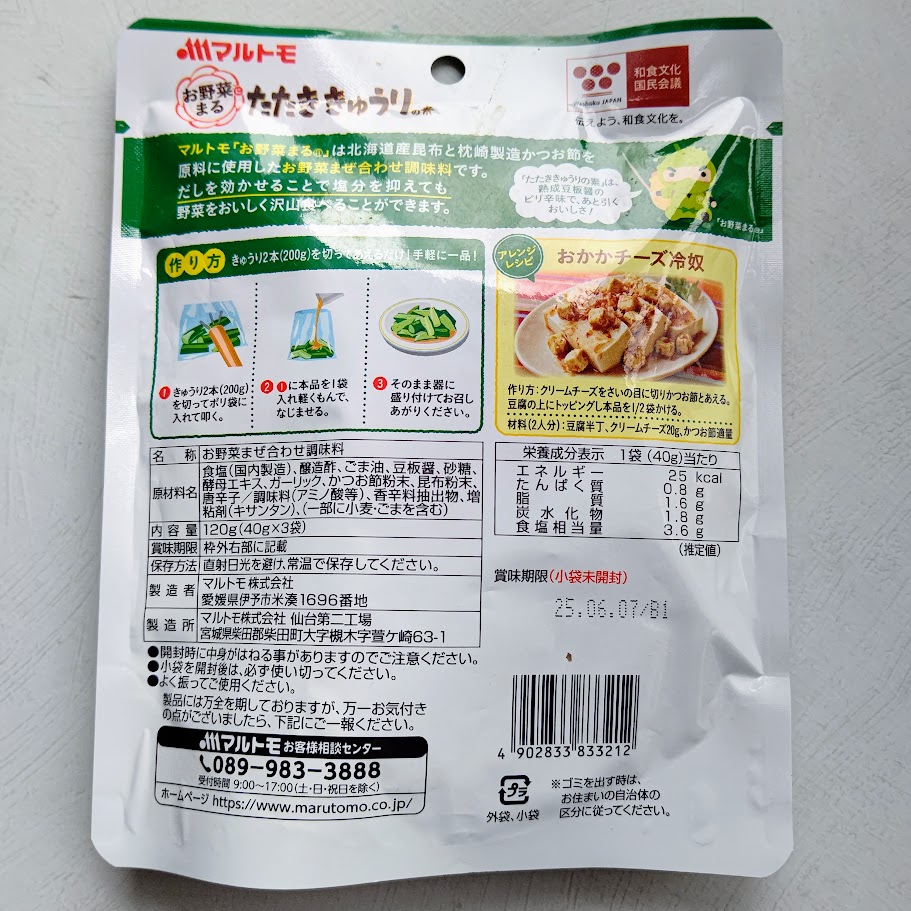 マルトモ
お野菜まる® たたききゅうりの素
和食文化
国民会議
Washoku JAPAN
伝えよう、和食文化を。
マルトモ「お野菜まる®」は北海道産昆布と枕崎製造かつお節を
原料に使用したお野菜まぜ合わせ調味料です。
だしを効かせることで塩分を抑えても
野菜をおいしく沢山食べることができます。
「たたききゅうりの素」は、
熟成豆板醤の
ピリ辛味で、あと引く
おいしさ!
「お野菜まる®」
作り方 きゅうり2本(200g)を切ってあえるだけ!手軽に一品!
1 きゅうり2本(200g)
を切ってポリ袋に
入れて叩く。
2 1に本品を1袋
入れ軽くもんで、
なじませる。
3 そのまま器に
盛り付けてお召し
あがりください。
アレンジ
レシピ
おかかチーズ冷奴
作り方:クリームチーズをさいの目に切りかつお節とあえる。
豆腐の上にトッピングし本品を1/2袋かける。
材料(2人分):豆腐半丁、クリームチーズ20g、かつお節適量
名称 お野菜まぜ合わせ調味料
原材料名 食塩(国内製造)、醸造酢、ごま油、豆板醤、砂糖、
酵母エキス、ガーリック、かつお節粉末、昆布粉末、
唐辛子/調味料(アミノ酸等)、香辛料抽出物、増
粘剤(キサンタン)、(一部に小麦・ごまを含む)
内容量 120g(40g×3袋)
賞味期限 枠外右部に記載
保存方法 直射日光を避け、常温で保存してください。
製造者 マルトモ株式会社
愛媛県伊予市米湊1696番地
製造所 マルトモ株式会社 仙台第二工場
宮城県柴田郡柴田町大字槻木字菅ケ崎63-1
栄養成分表示 1袋(40g)当たり
エネルギー 25 kcal
たんぱく質 0.8 g
脂質 1.6 g
炭水化物 1.8 g
食塩相当量 3.6 g
(推定値)
賞味期限(小袋未開封)
25.06.07/B1
●開封時に中身がはねる事がありますのでご注意ください。
●小袋を開封後は、必ず使い切ってください。
●よく振ってご使用ください。
製品には万全を期しておりますが、万一お気付き
の点がございましたら、下記にご一報ください。
マルトモお客様相談センター
089-983-3888
受付時間 9:00~17:00(土・日・祝日を除く)
ホームページ https://www.marutomo.co.jp/
4 902833 833212
プラ
外袋、小袋
※ゴミを出す時は、
お住まいの自治体の
区分に従ってください。